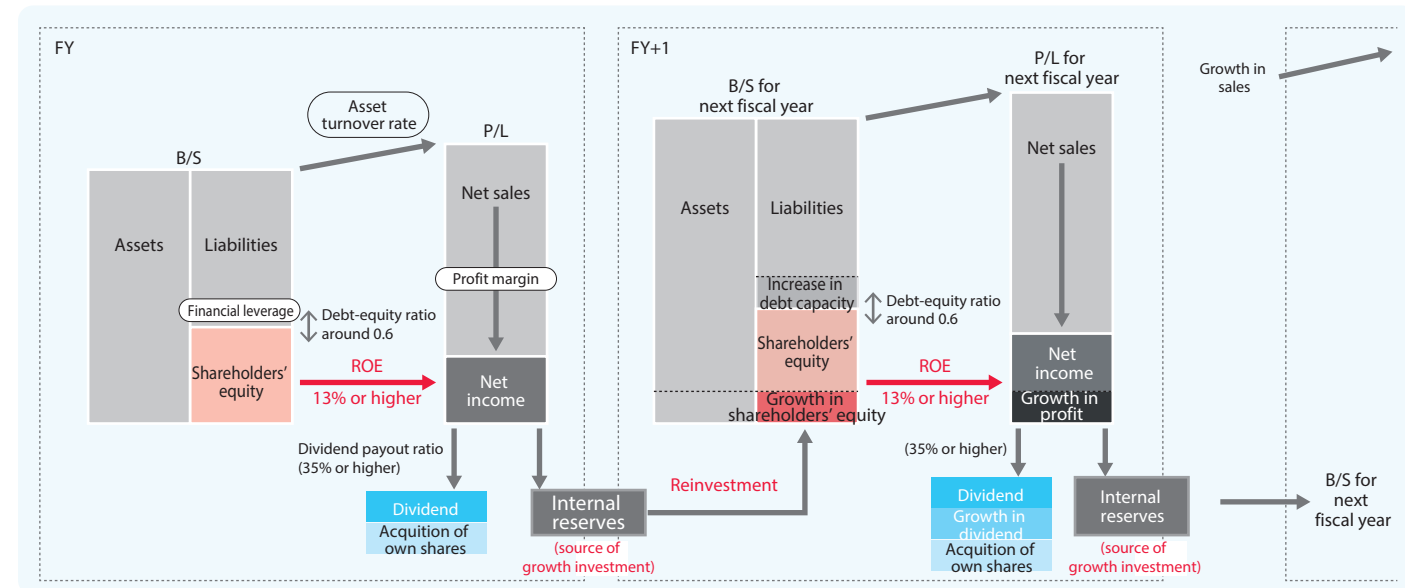 FY
Asset
turnover rate
B/S
P/L
Net sales
Assets
Liabilities
Profit margin
Financial leverage
Debt-equity ratio
around 0.6
Shareholders'
equity
ROE
13% or higher
Net
income
Dividend payout ratio
(35% or higher)
Dividend
Acquition of
own shares
Internal
reserves
(source of
growth investment)
Reinvestment
FY+1
B/S for
next fiscal year
P/L for
next fiscal year
Net sales
Assets
Liabilities
Increase in
debt capacity
Debt-equity ratio
around 0.6
Shareholders'
equity
Growth in
shareholders' equity
ROE
13% or higher
Net
income
Growth in
profit
(35% or higher)
Dividend
Growth in
dividend
Acquition of
own shares
Internal
reserves
(source of
growth investment)
Growth in
sales
B/S for
next
fiscal year